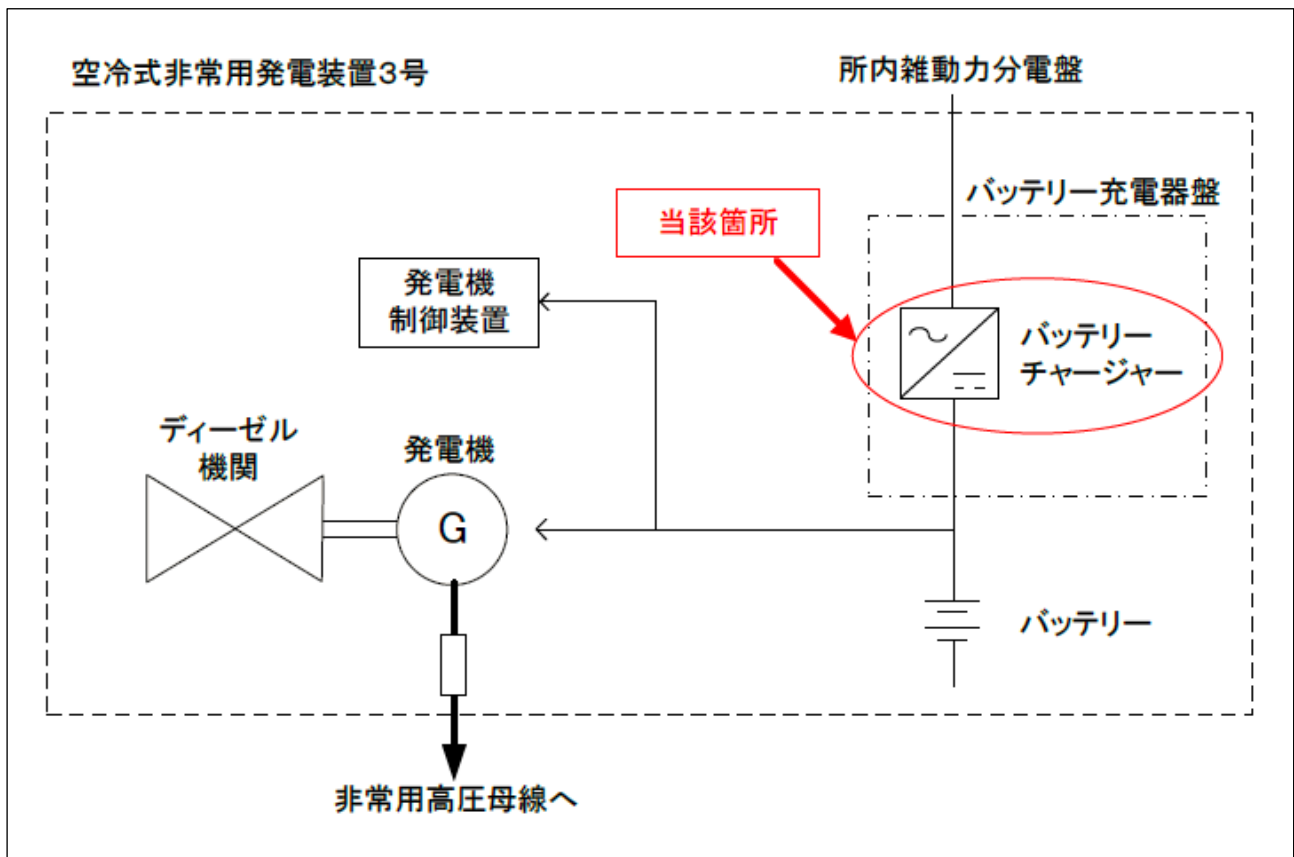 空冷式非常用発電装置3号
所内雑動力分電盤
バッテリー充電器盤
当該箇所
発電機
制御装置
バッテリー
チャージャー
ディーゼル
機関
発電機
G
バッテリー
非常用高圧母線へ